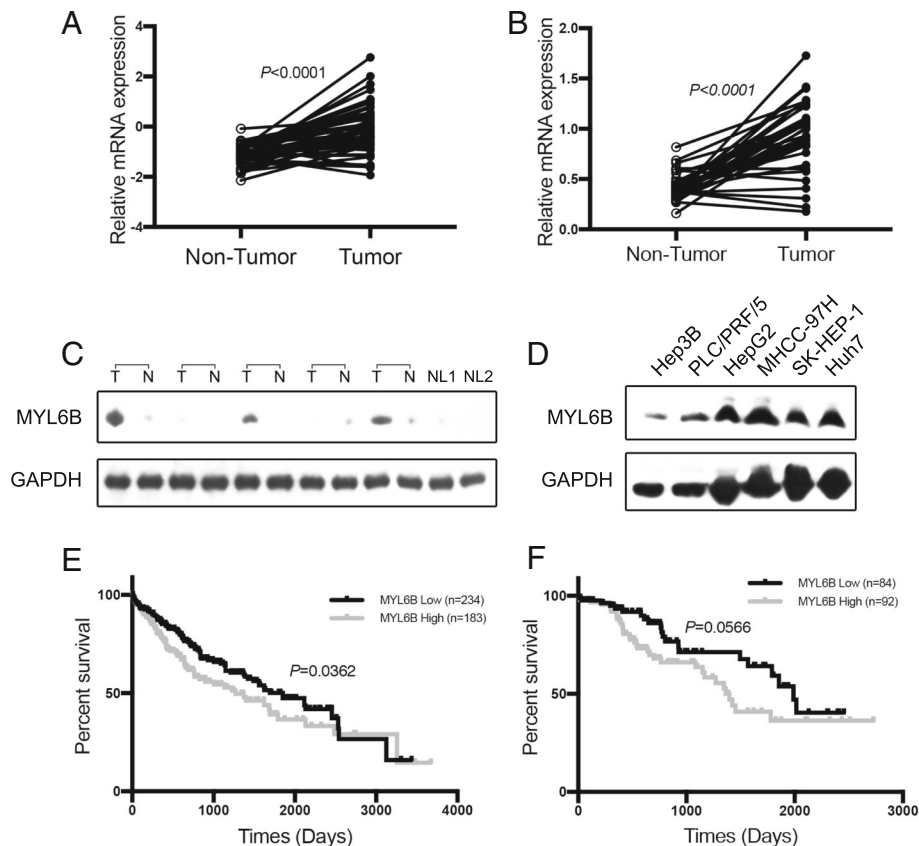 A
4
2
0
-2
-4
Relative mRNA expression
P<0.0001
Non-Tumor
Tumor
B
2.0
1.5
1.0
0.5
0.0
Relative mRNA expression
P<0.0001
Non-Tumor
Tumor
C
T N T N T N T N T N NL1 NL2
MYL6B
GAPDH
D
Hep3B
PLC/PRF/5
HepG2
MHCC-97H
SK-HEP-1
Huh7
MYL6B
GAPDH
E
100
50
0
Percent survival
MYL6B Low (n=234)
MYL6B High (n=183)
P=0.0362
0 1000 2000 3000 4000
Times (Days)
F
100
50
0
Percent survival
MYL6B Low (n=84)
MYL6B High (n=92)
P=0.0566
0 1000 2000 3000
Times (Days)